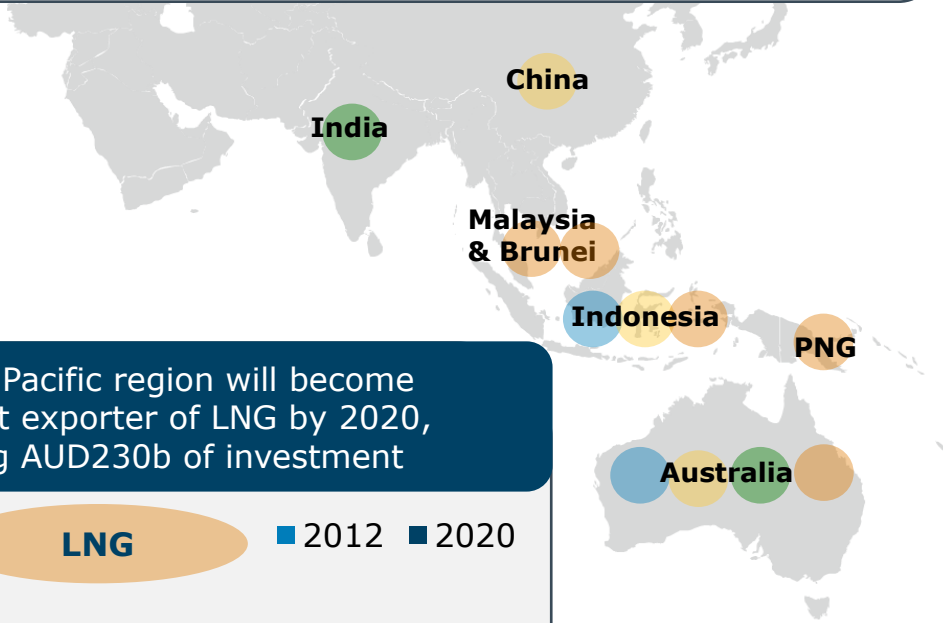 China
India
Malaysia
& Brunei
Indonesia
PNG
Australia
Pacific region will become
t exporter of LNG by 2020,
g AUD230b of investment
LNG
2012 2020